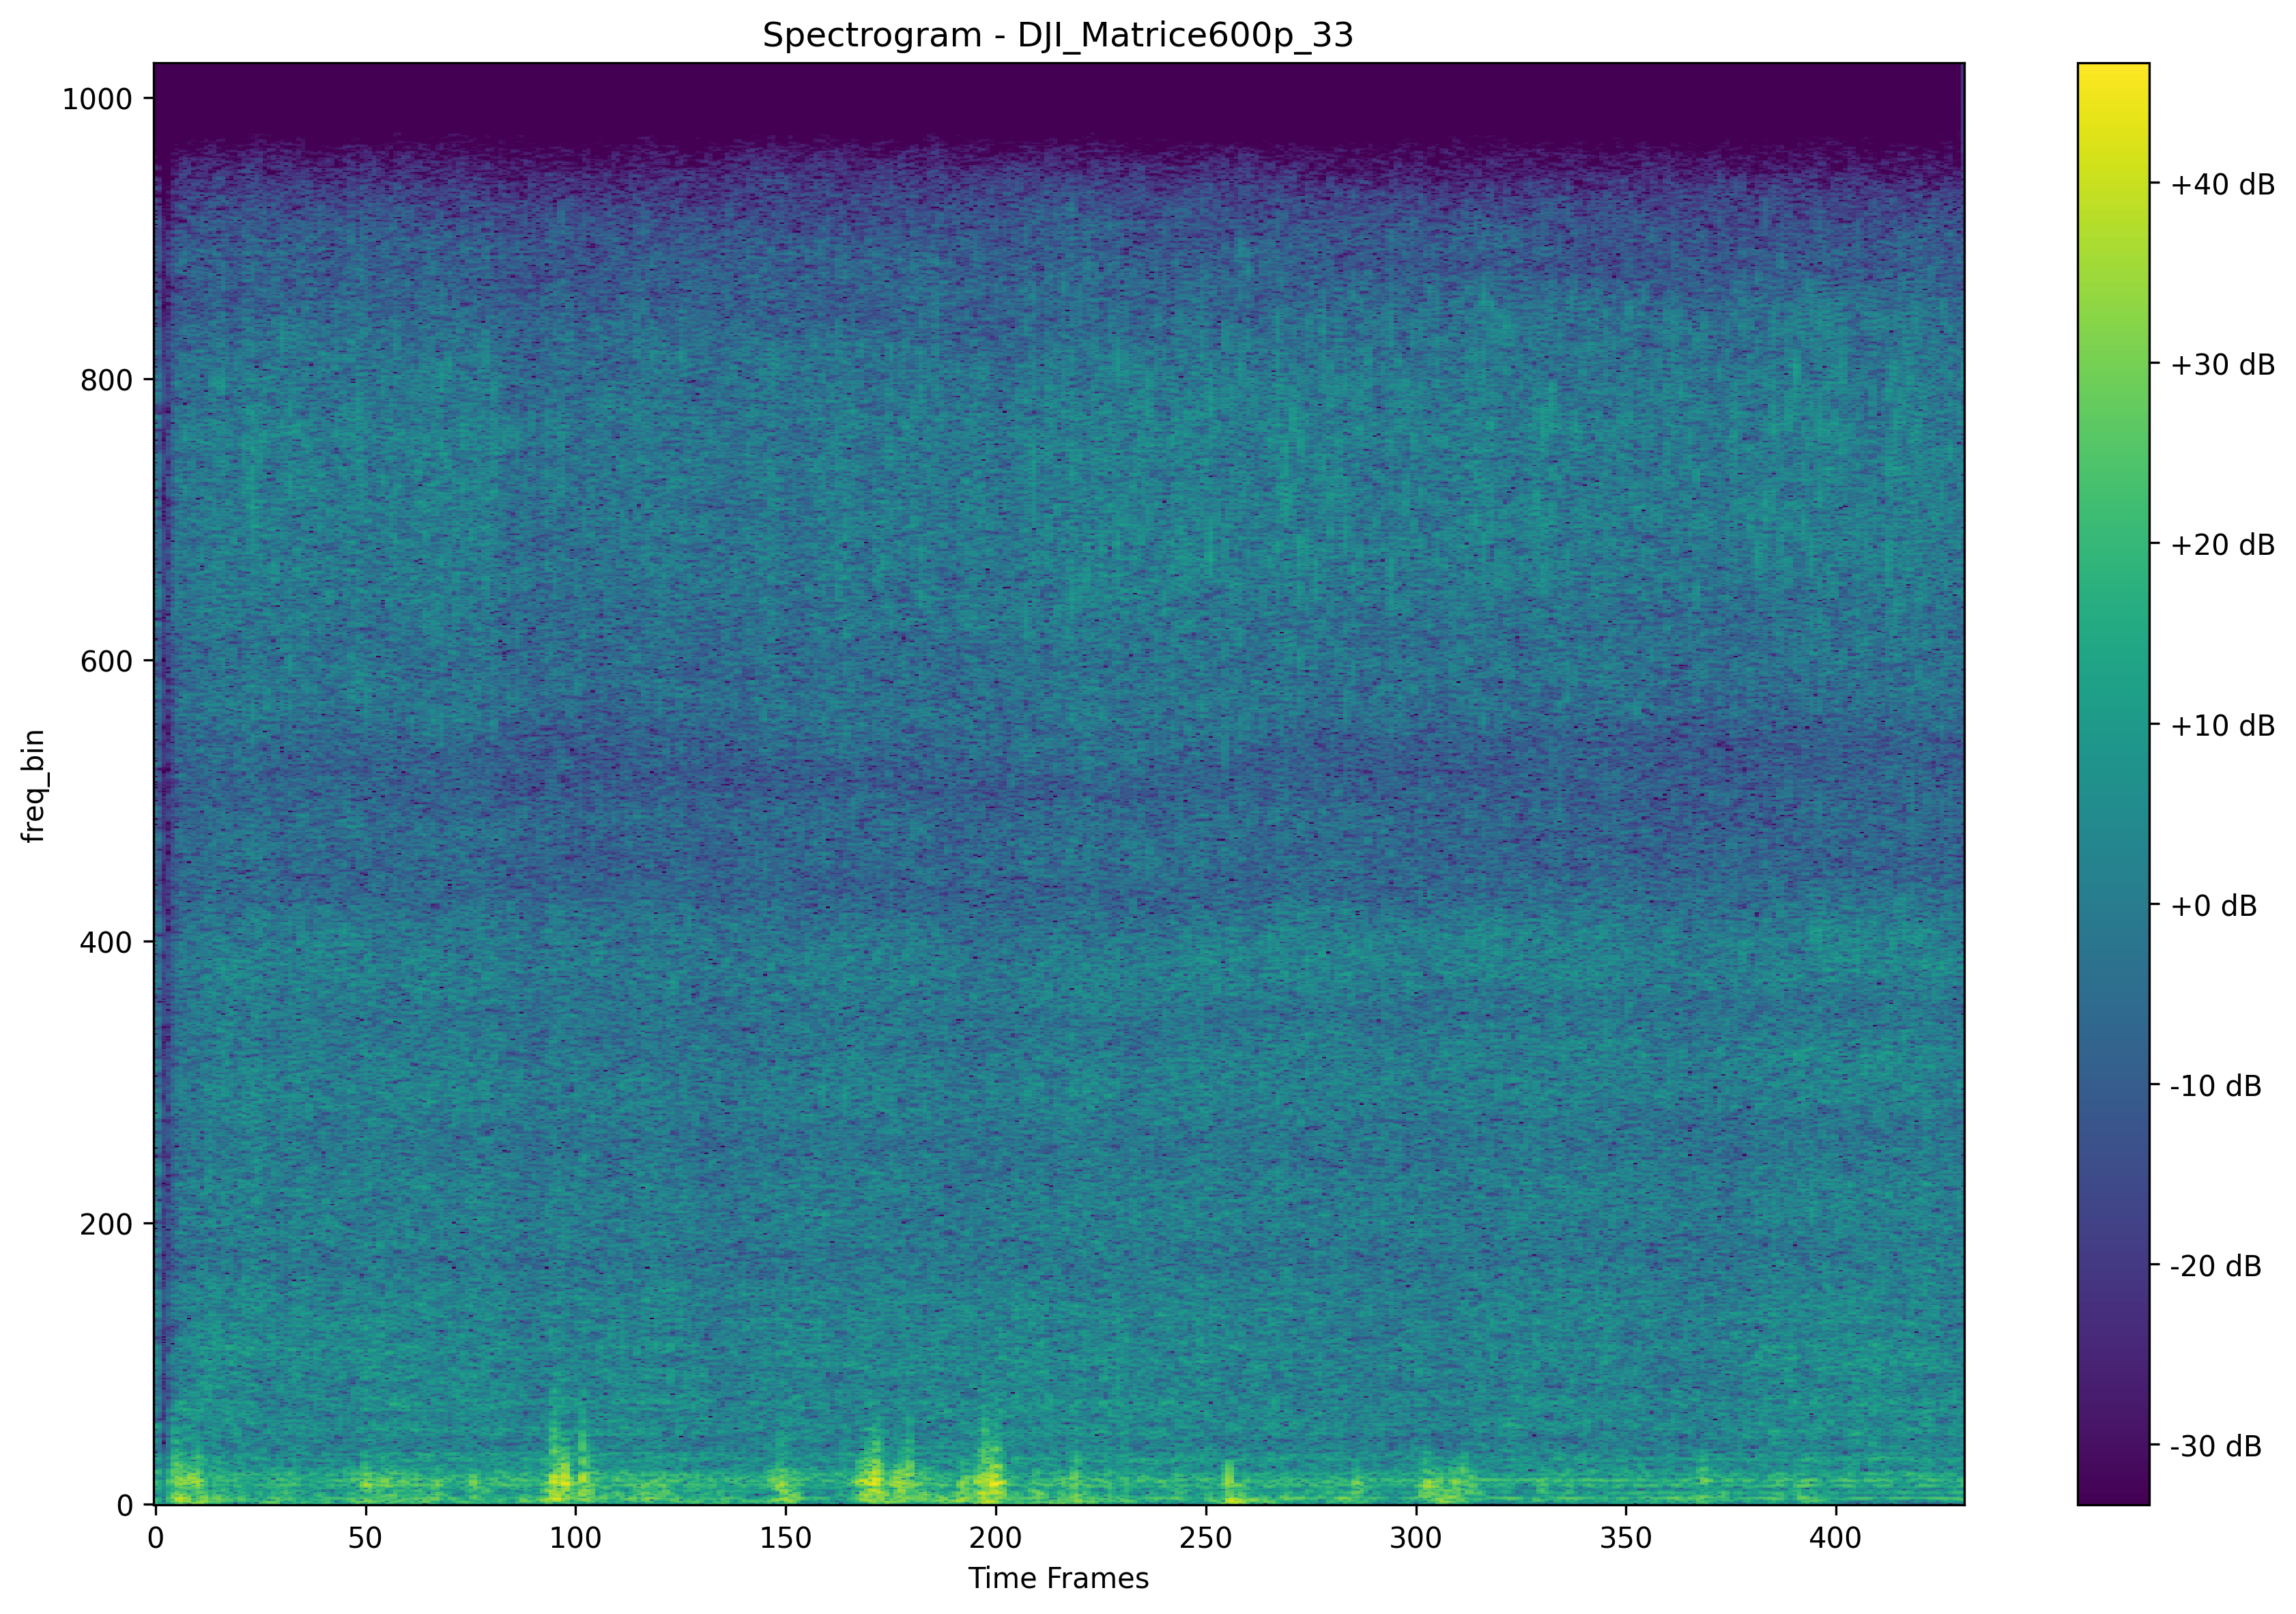 Spectrogram - DJI_Matrice600p_33
1000
800
600
400
200
0
freq_bin
0 50 100 150 200 250 300 350 400
Time Frames
+40 dB
+30 dB
+20 dB
+10 dB
+0 dB
-10 dB
-20 dB
-30 dB